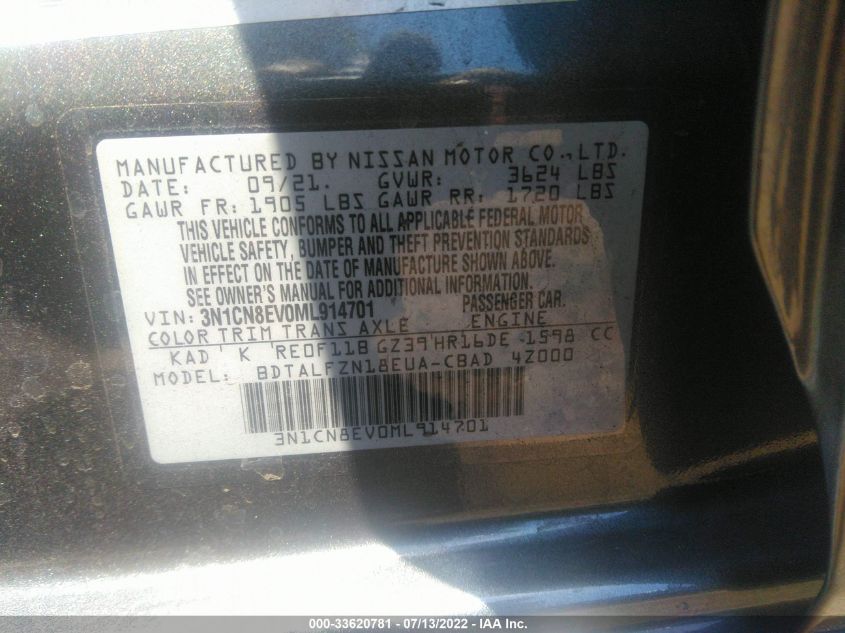 MANUFACTURED BY NISSAN MOTOR CO., LTD.
DATE: 09/21. GVWR: 3624 LBS
GAWR FR: 1905 LBS GAWR RR: 1720 LBS
THIS VEHICLE CONFORMS TO ALL APPLICABLE FEDERAL MOTOR
VEHICLE SAFETY, BUMPER AND THEFT PREVENTION STANDARDS
IN EFFECT ON THE DATE OF MANUFACTURE SHOWN ABOVE.
SEE OWNER'S MANUAL FOR ADDITIONAL INFORMATION
VIN: 3N1CN8EV0ML914701 PASSENGER CAR.
COLOR TRIM TRANS AXLE ENGINE
KAD K RE0F11B GZ39 HR16DE 1598 CC
MODEL: BDTALFZN18EUA-CBAD 4Z000
3N1CN8EV0ML914701
000-33620781 - 07/13/2022 - IAA Inc.